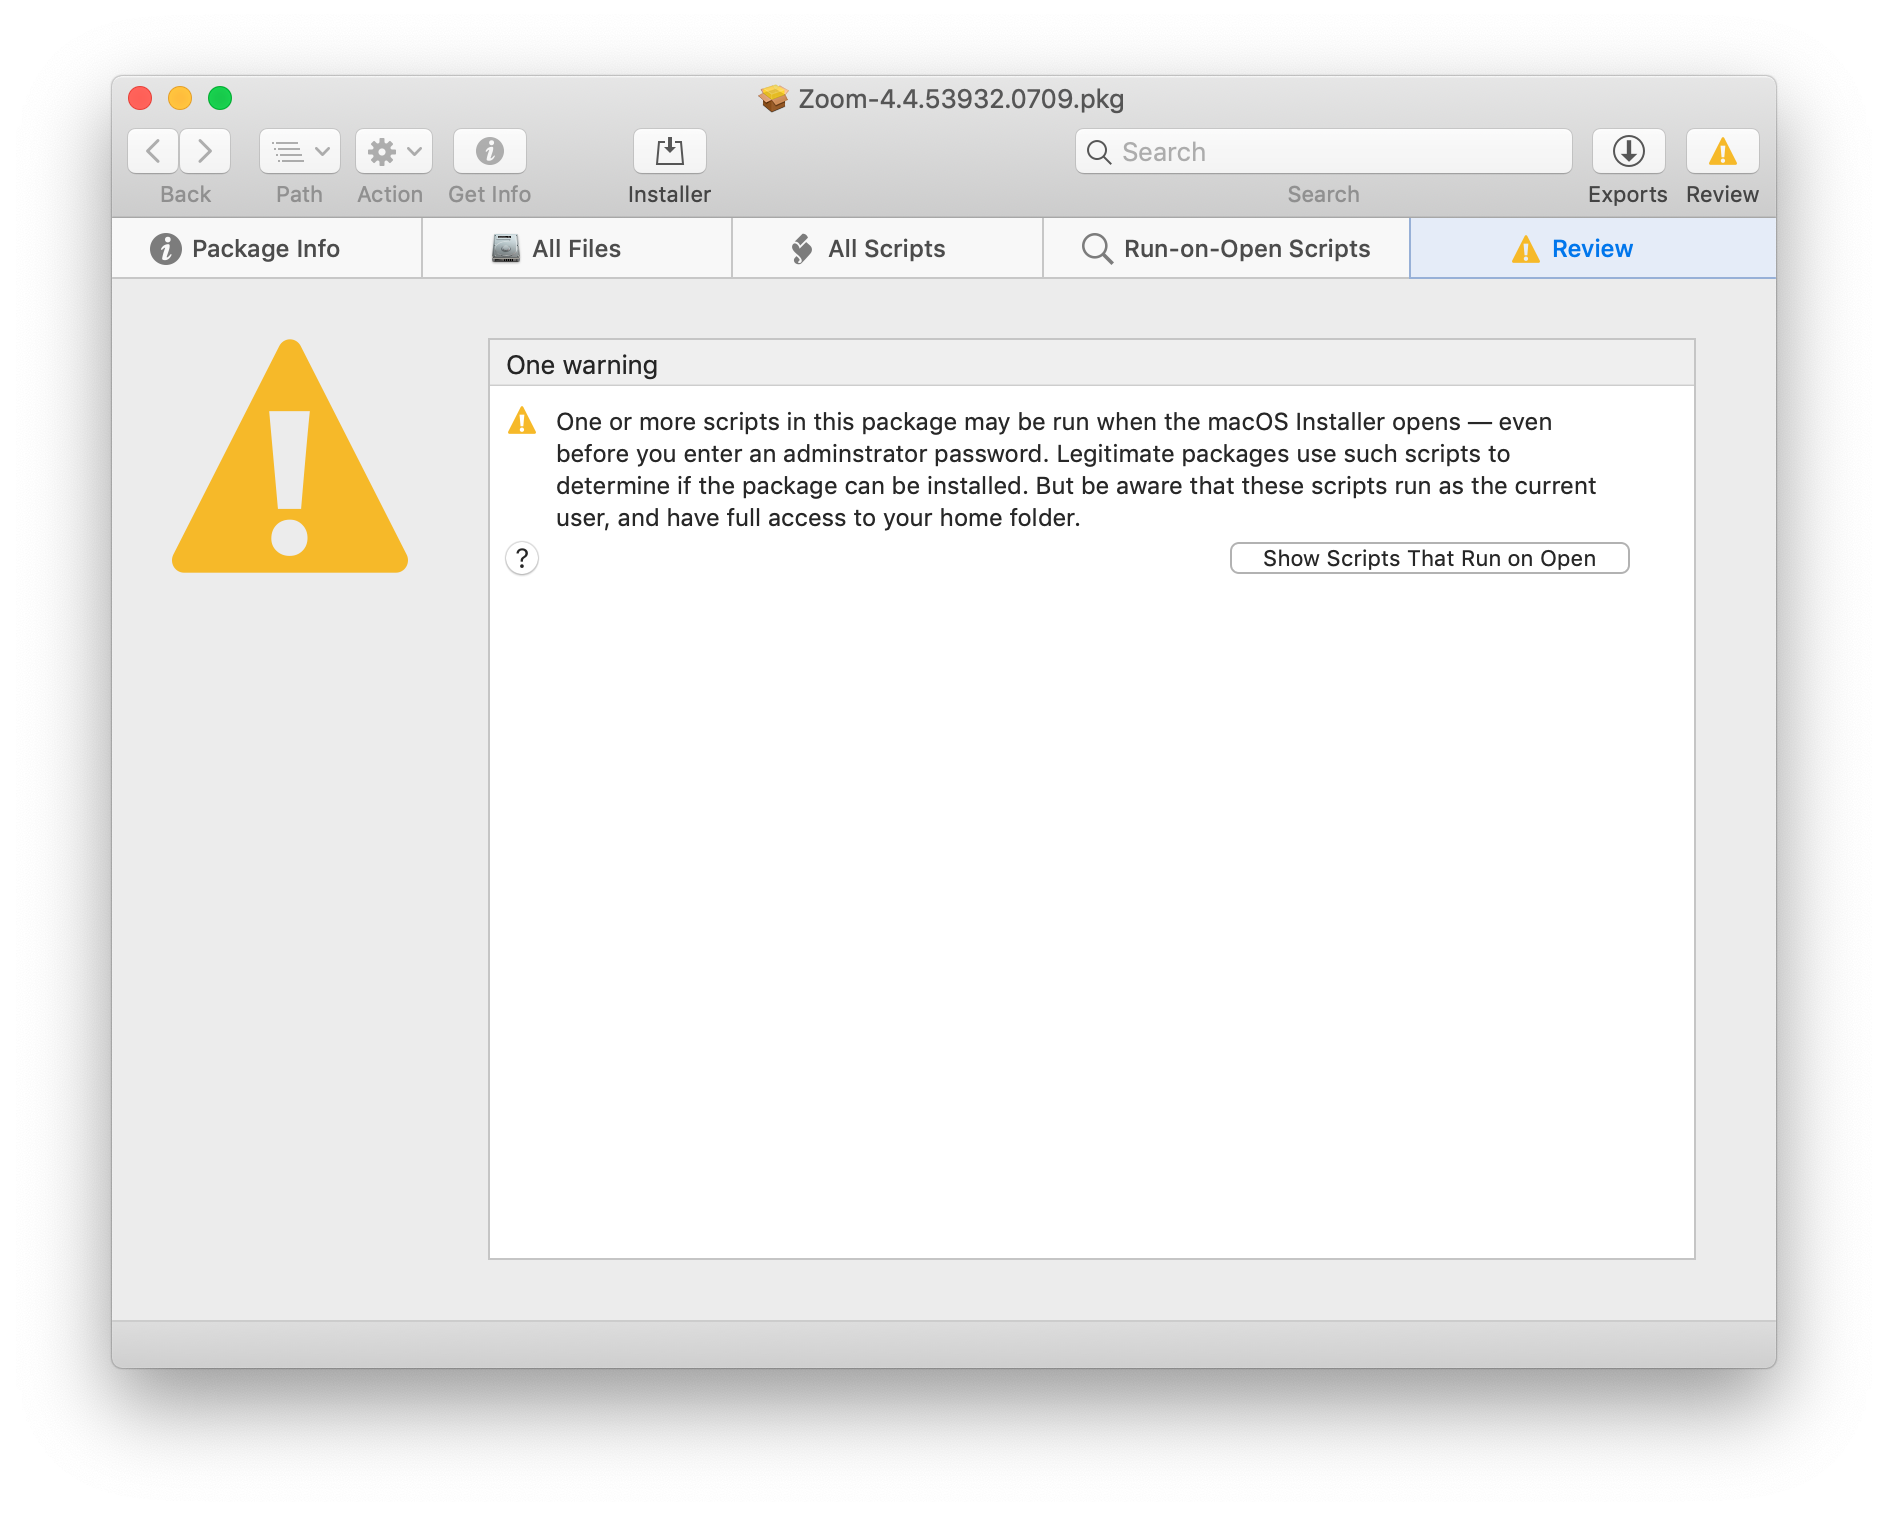 Zoom-4.4.53932.0709.pkg
Search
Back
Path
Action
Get Info
Installer
Search
Exports
Review
Package Info
All Files
All Scripts
Run-on-Open Scripts
Review
One warning
One or more scripts in this package may be run when the macOS Installer opens — even
before you enter an adminstrator password. Legitimate packages use such scripts to
determine if the package can be installed. But be aware that these scripts run as the current
user, and have full access to your home folder.
?
Show Scripts That Run on Open